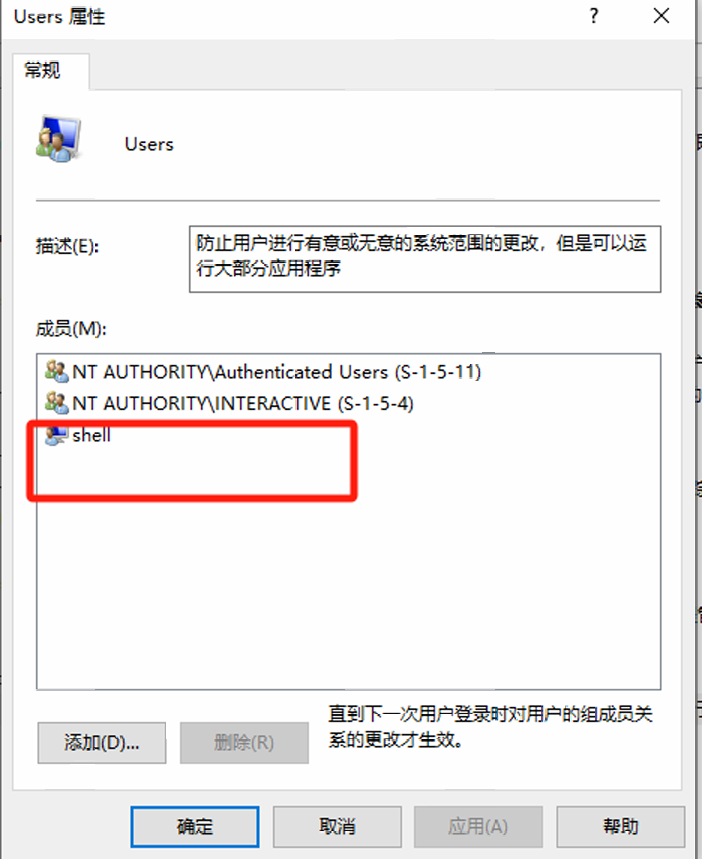 Users 属性
?
常规
Users
描述(E):
防止用户进行有意或无意的系统范围的更改，但是可以运
行大部分应用程序
成员(M):
NT AUTHORITY\Authenticated Users (S-1-5-11)
NT AUTHORITY\INTERACTIVE (S-1-5-4)
shell
添加(D)...
删除(R)
直到下一次用户登录时对用户的组成员关
系的更改才生效。
确定
取消
应用(A)
帮助